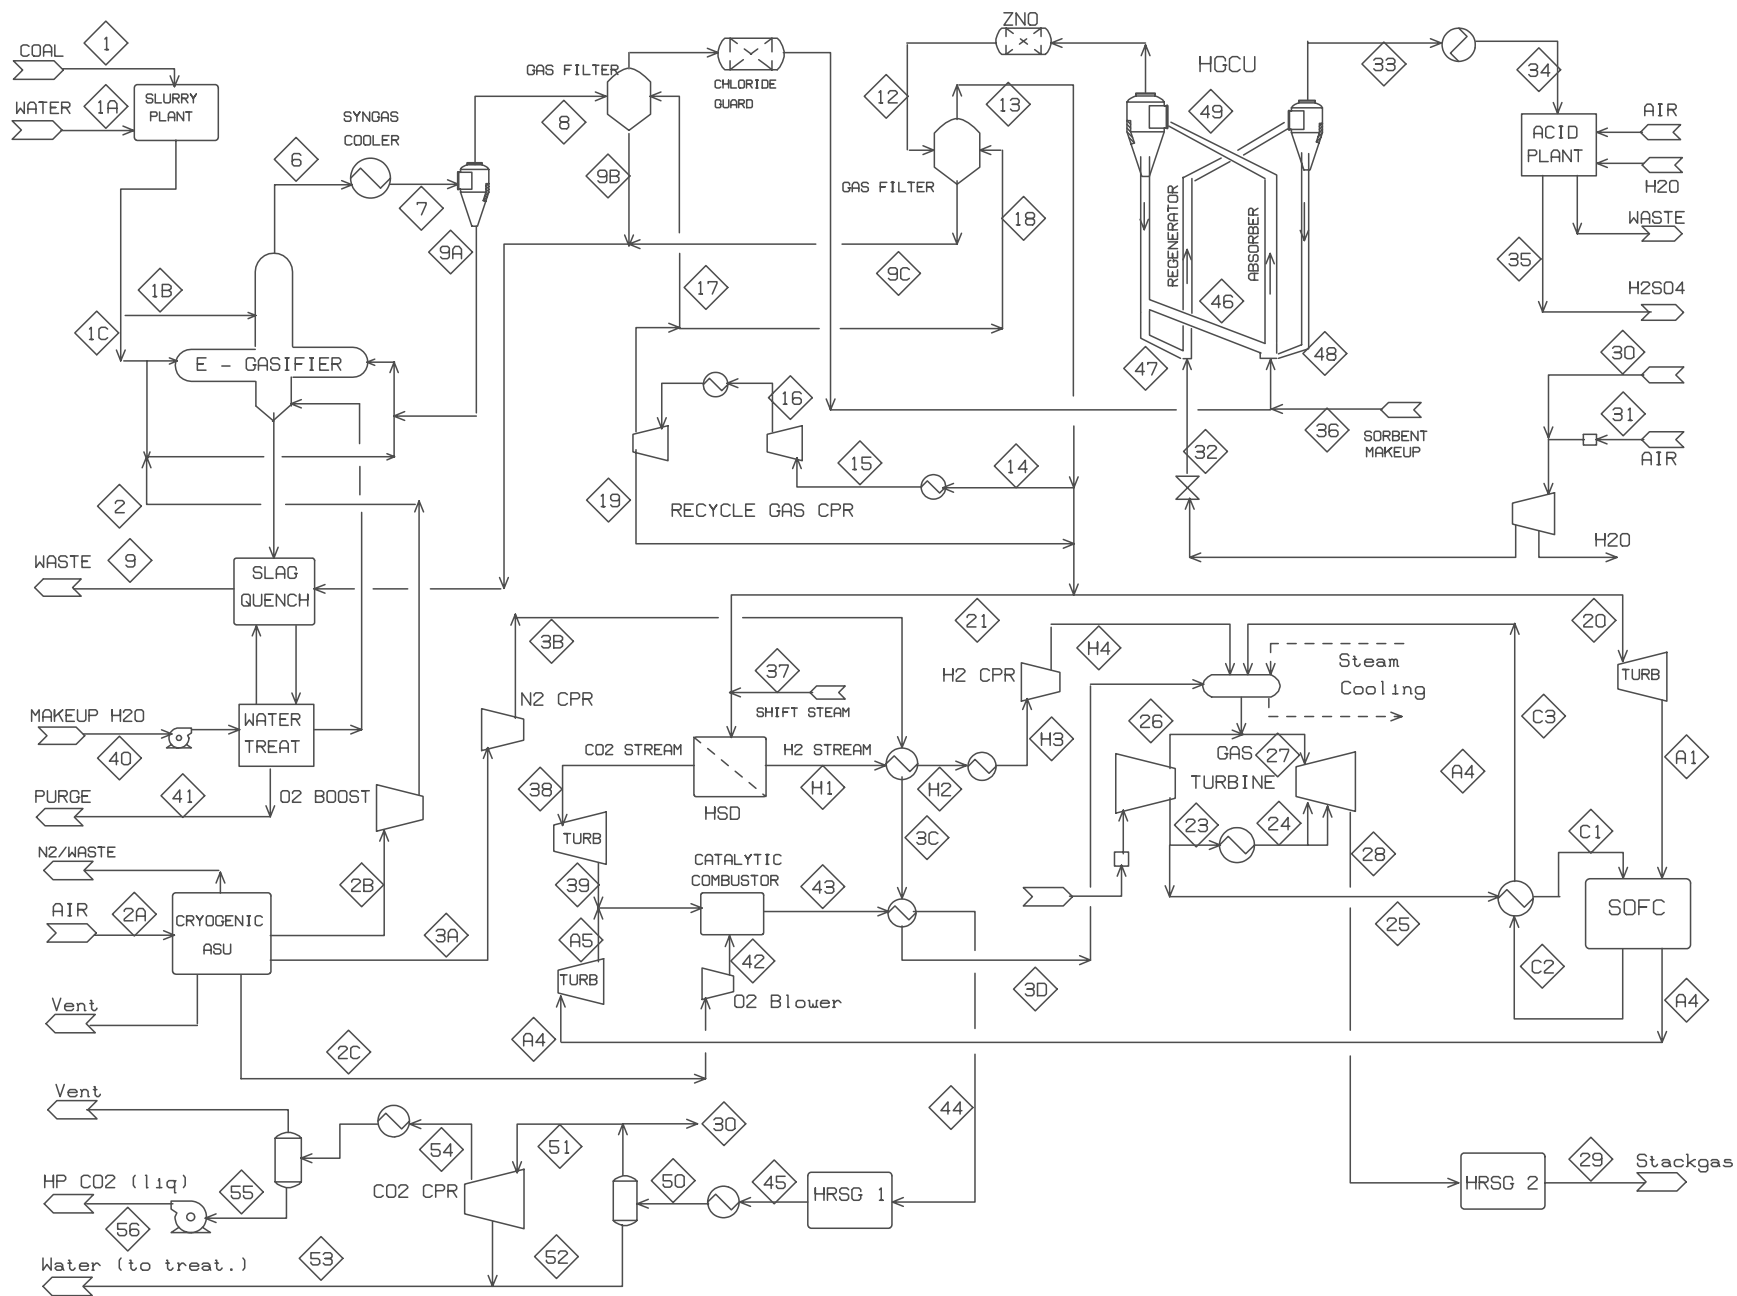 COAL
1
WATER
1A
SLURRY
PLANT
SYNGAS
COOLER
6
7
8
GAS FILTER
CHLORIDE
GUARD
ZNO
12
13
HGCU
49
33
34
AIR
ACID
PLANT
H2O
WASTE
35
H2SO4
9B
9A
GAS FILTER
18
9C
REGENERATOR
ABSORBER
46
17
1B
1C
E - GASIFIER
47
48
30
31
AIR
36
SORBENT
MAKEUP
16
15
14
32
19
RECYCLE GAS CPR
H2O
2
WASTE
9
SLAG
QUENCH
3B
21
20
H4
37
SHIFT STEAM
H2 CPR
Steam
Cooling
TURB
N2 CPR
MAKEUP H2O
40
WATER
TREAT
CO2 STREAM
H2 STREAM
H3
26
GAS
27
TURBINE
C3
A4
A1
38
H1
H2
HSD
PURGE
41
O2 BOOST
TURB
3C
23
24
28
C1
N2/WASTE
CATALYTIC
COMBUSTOR
39
43
2B
AIR
2A
CRYOGENIC
ASU
3A
A5
25
SOFC
42
TURB
O2 Blower
3D
C2
A4
Vent
A4
2C
Vent
44
54
51
30
HP CO2 (liq)
55
CO2 CPR
50
45
HRSG 1
HRSG 2
29
Stackgas
56
53
52
Water (to treat.)